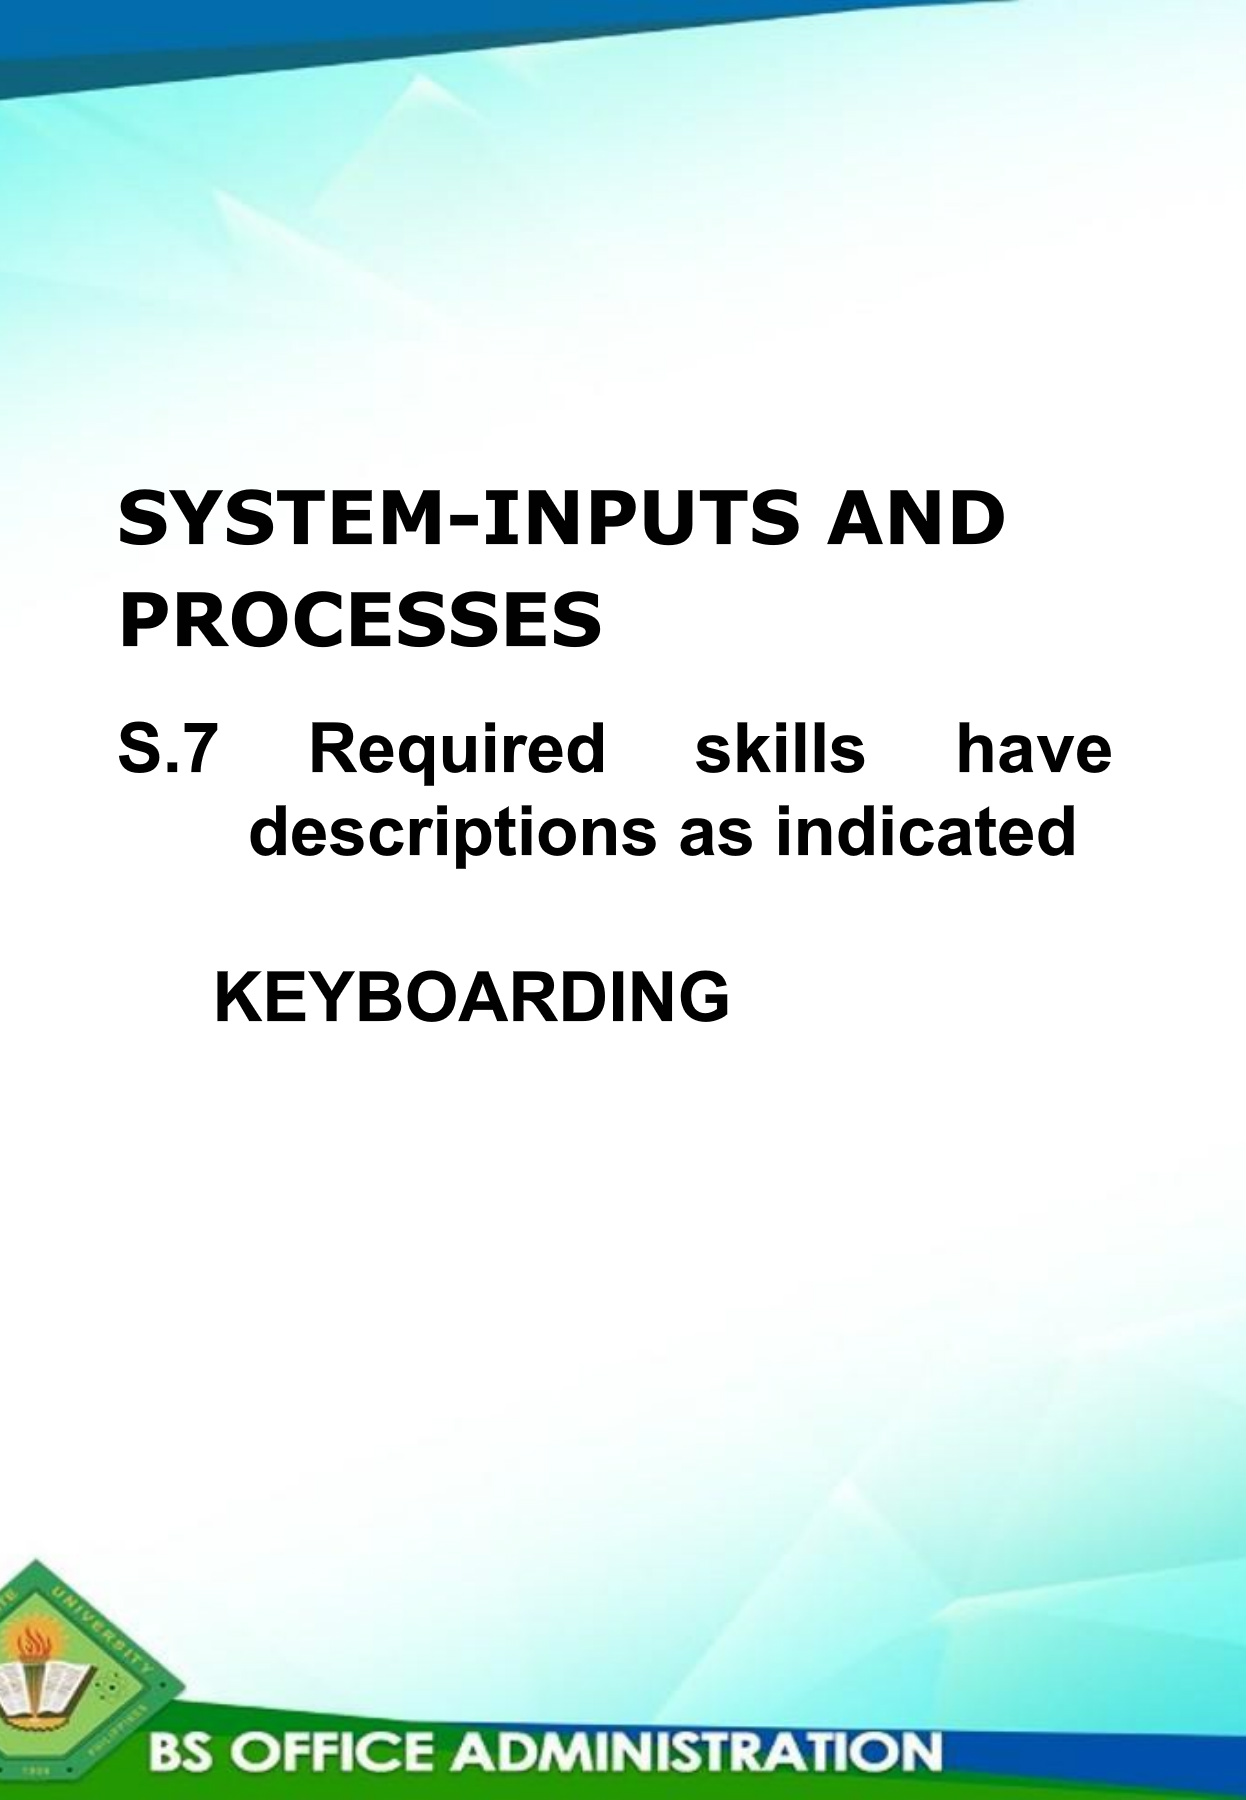 SYSTEM-INPUTS AND
PROCESSES
S.7 Required skills have
descriptions as indicated
KEYBOARDING
UNIVERSITY
PHILIPPINES
BS OFFICE ADMINISTRATION